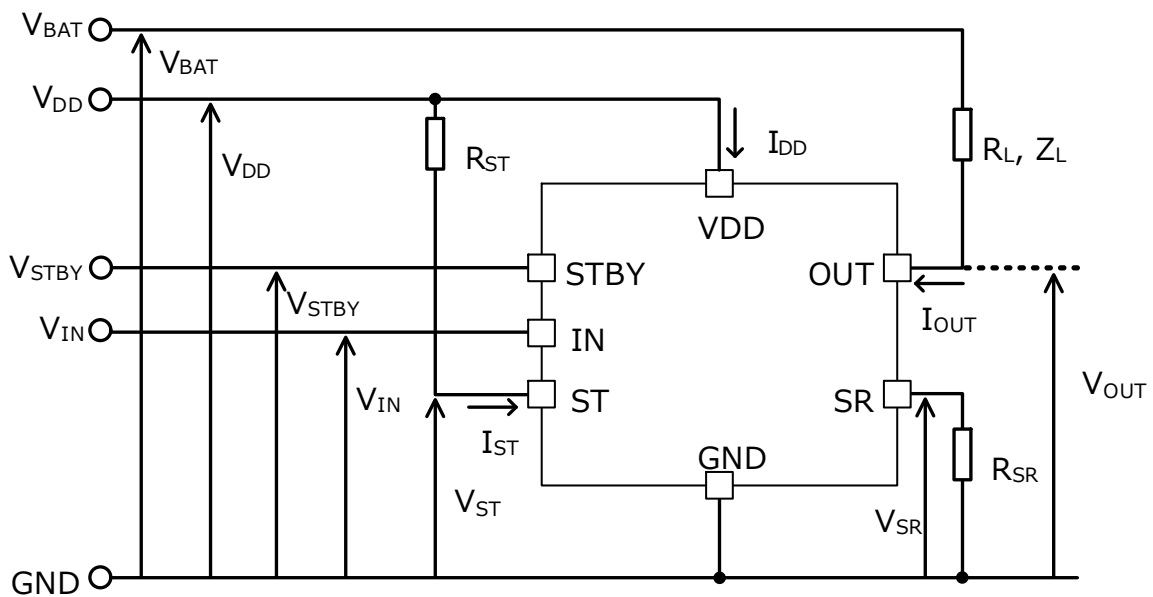 VBAT
VBAT
VDD
VDD
RST
IDD
RL, ZL
VDD
VSTBY
STBY
OUT
VSTBY
IOUT
VIN
IN
VIN
ST
SR
VOUT
IST
GND
RSR
VST
VSR
GND